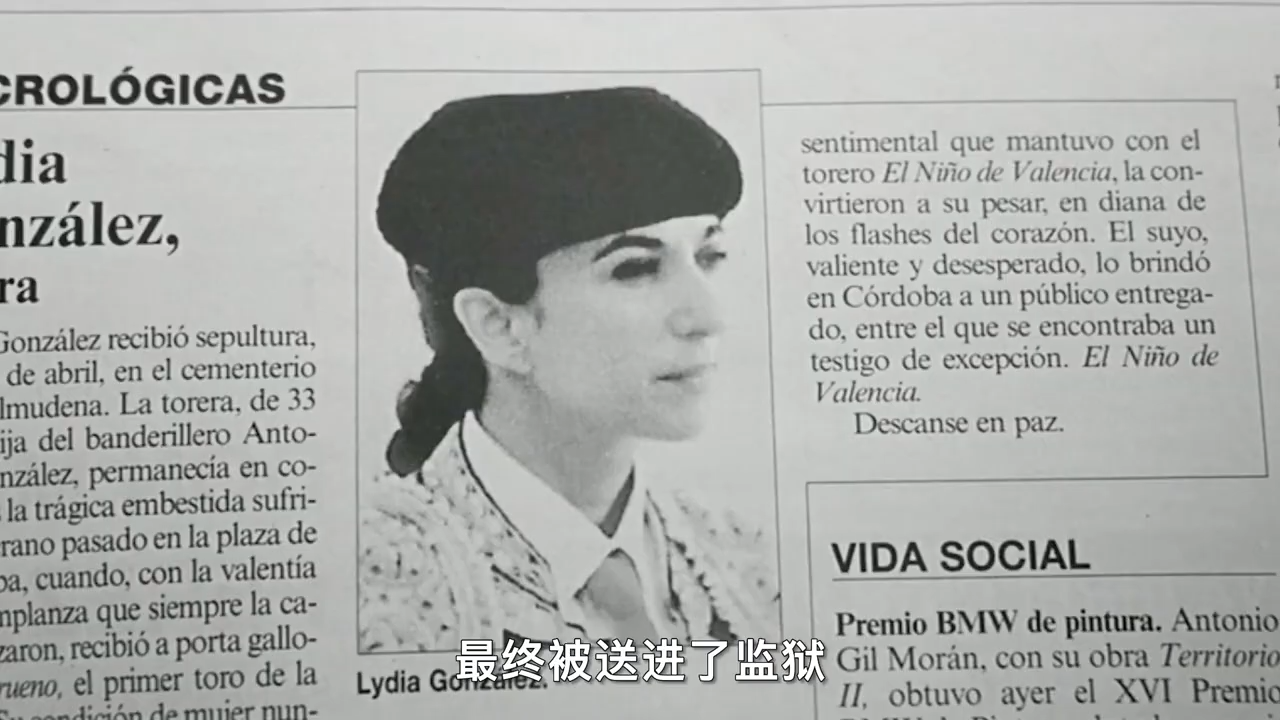 CROLÓGICAS
dia
nzález,
ra
González recibió sepultura,
de abril, en el cementerio
lmudena. La torera, de 33
ija del banderillero Anto-
nzález, permanecía en co-
la trágica embestida sufri-
rano pasado en la plaza de
ba, cuando, con la valentía
mplanza que siempre la ca-
zaron, recibió a porta gallo-
rueno, el primer toro de la
condición de mujer nun-
Lydia González.
sentimental que mantuvo con el
torero El Niño de Valencia, la con-
virtieron a su pesar, en diana de
los flashes del corazón. El suyo,
valiente y desesperado, lo brindó
en Córdoba a un público entrega-
do, entre el que se encontraba un
testigo de excepción. El Niño de
Valencia.
Descanse en paz.
VIDA SOCIAL
Premio BMW de pintura. Antonio
Gil Morán, con su obra Territorio
II, obtuvo ayer el XVI Premio
最终被送进了监狱